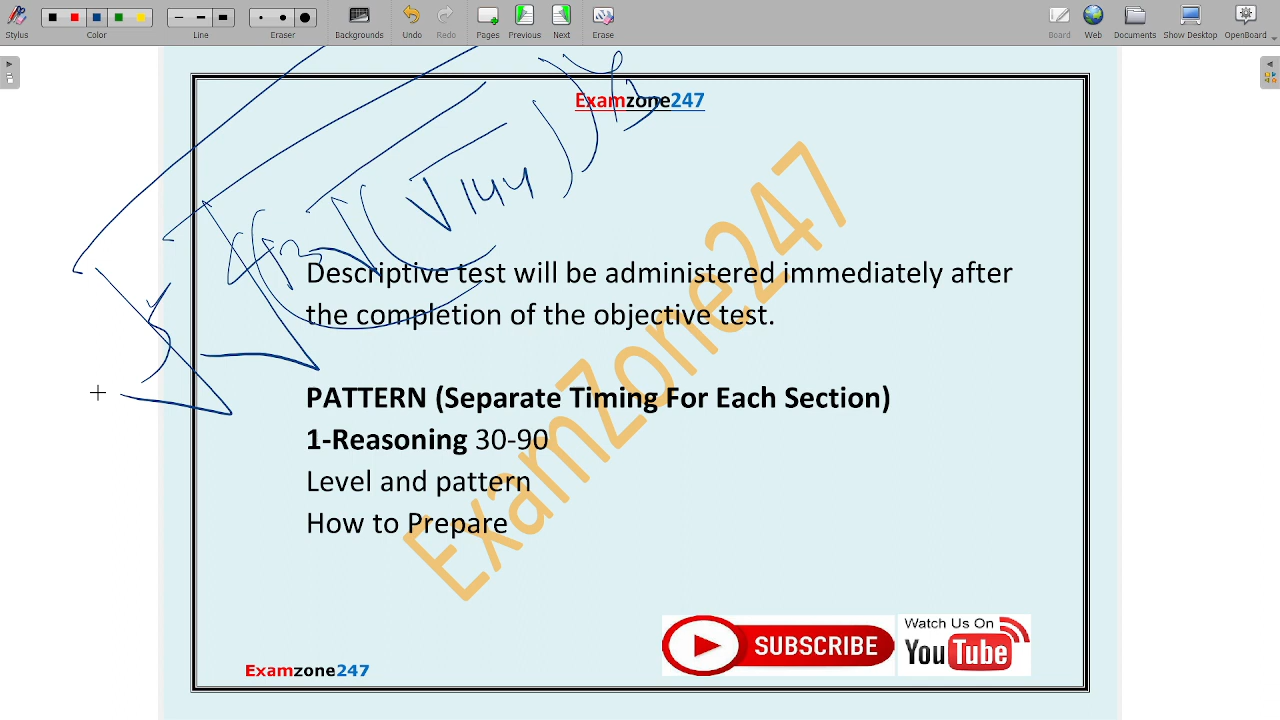 Stylus Color Line Eraser Backgrounds Undo Redo Pages Previous Next Erase Board Web Documents Show Desktop OpenBoard
Examzone247
√144
Descriptive test will be administered immediately after
the completion of the objective test.
PATTERN (Separate Timing For Each Section)
1-Reasoning 30-90
Level and pattern
How to Prepare
ExamZone247
SUBSCRIBE
Watch Us On
YouTube
Examzone247